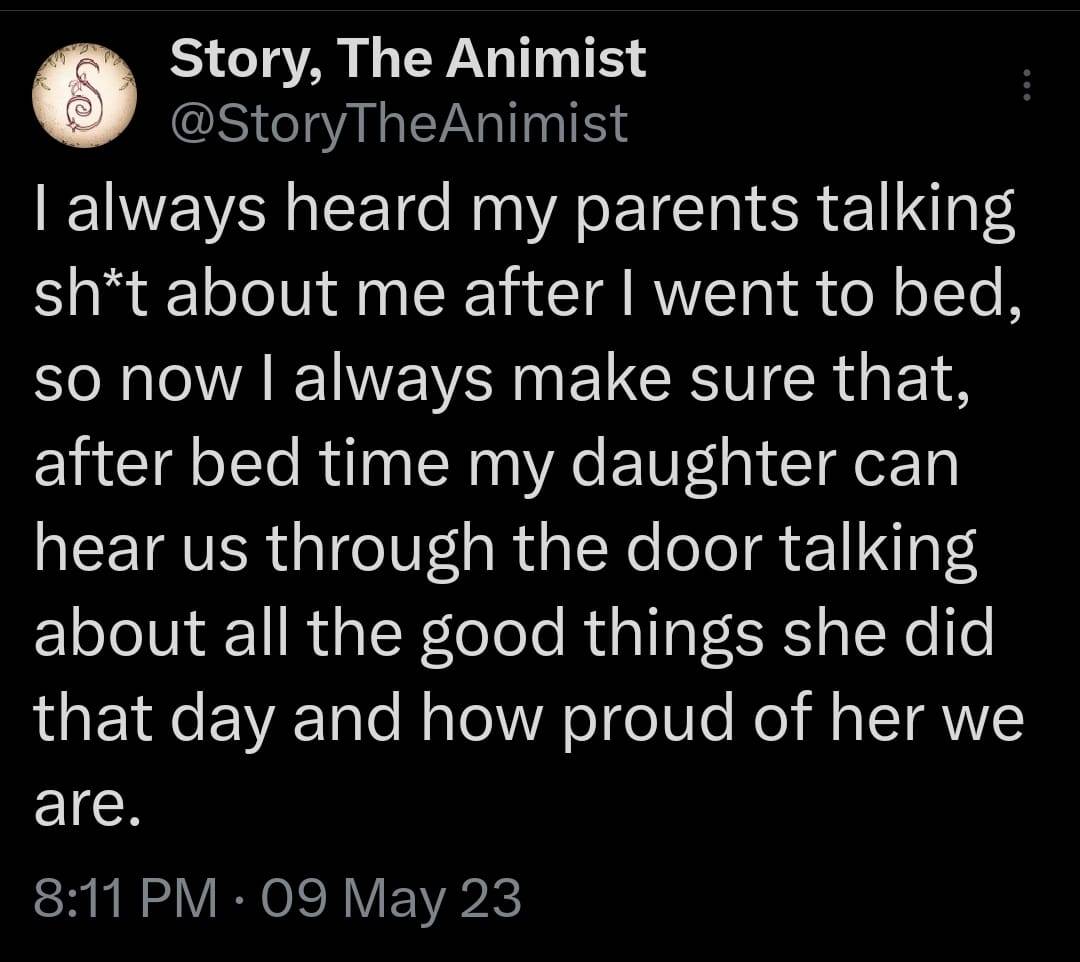 Story, The Animist
@StoryTheAnimist
I always heard my parents talking
sh*t about me after I went to bed,
so now I always make sure that,
after bed time my daughter can
hear us through the door talking
about all the good things she did
that day and how proud of her we
are.
8:11 PM · 09 May 23